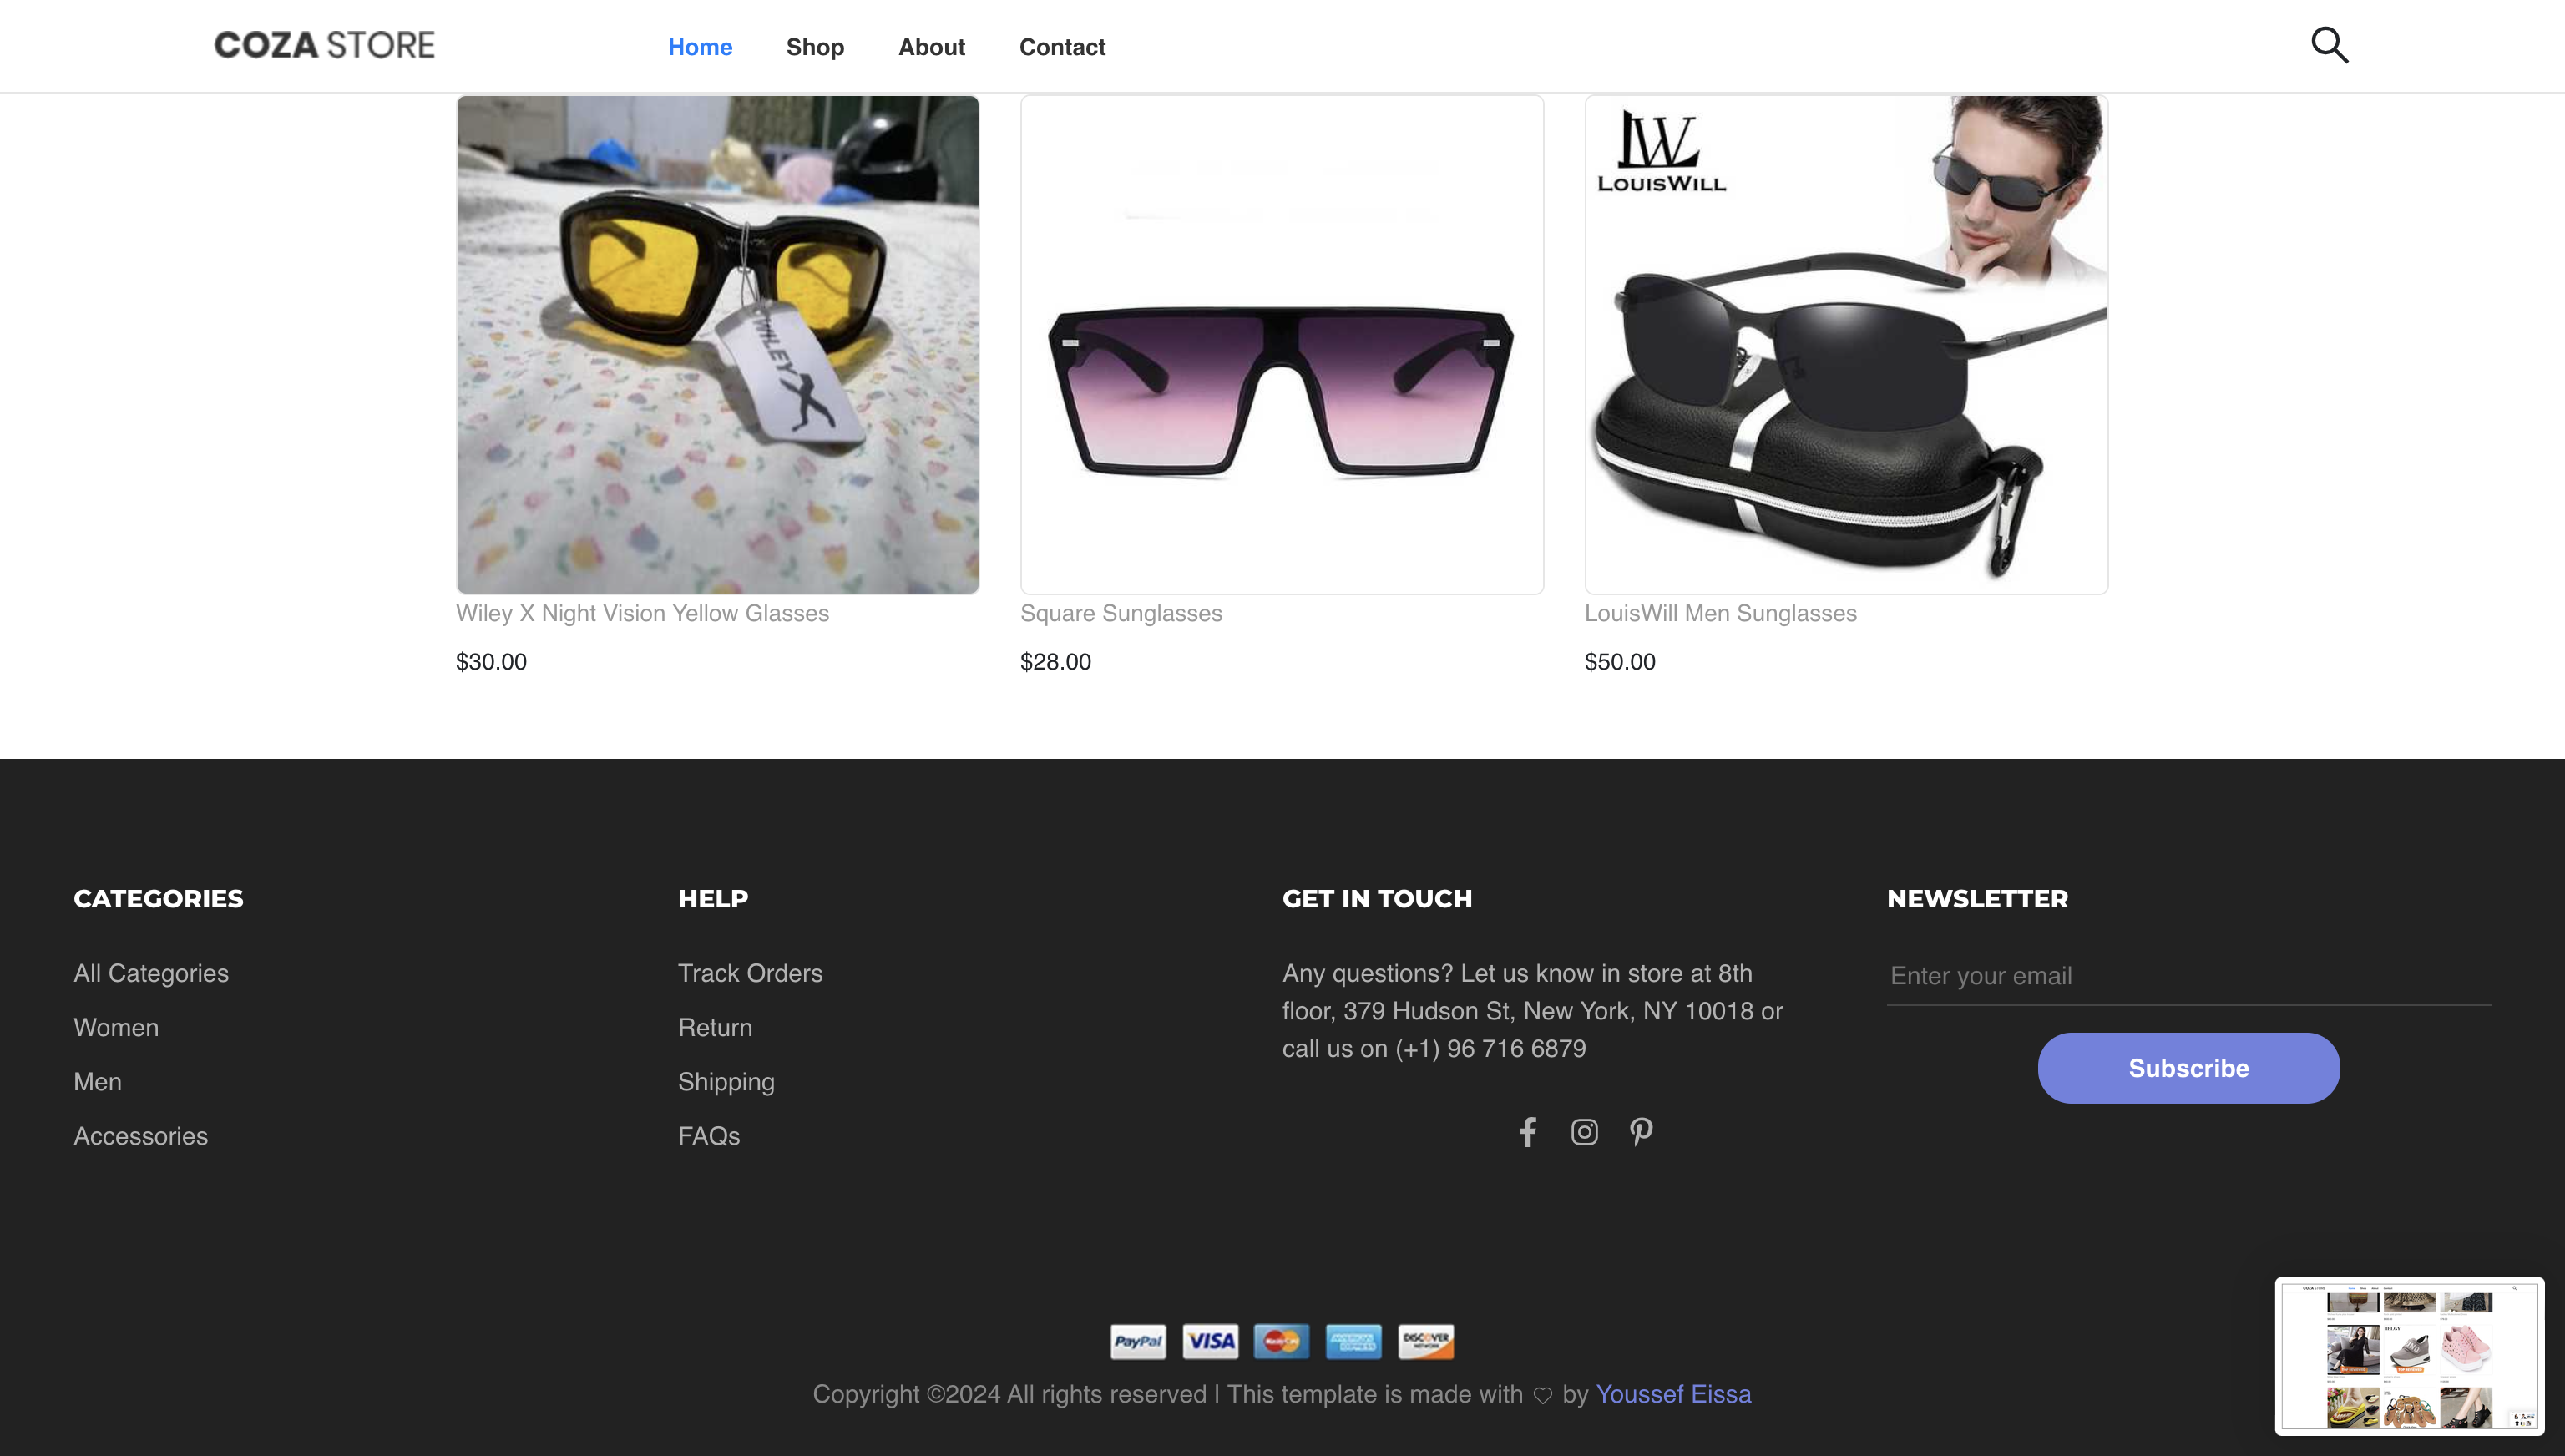 COZA STORE
Home
Shop
About
Contact
WILEY X
LW
LOUISWILL
Wiley X Night Vision Yellow Glasses
$30.00
Square Sunglasses
$28.00
LouisWill Men Sunglasses
$50.00
CATEGORIES
All Categories
Women
Men
Accessories
HELP
Track Orders
Return
Shipping
FAQs
GET IN TOUCH
Any questions? Let us know in store at 8th
floor, 379 Hudson St, New York, NY 10018 or
call us on (+1) 96 716 6879
NEWSLETTER
Enter your email
Subscribe
PayPal
VISA
MasterCard
AMERICAN EXPRESS
DISCOVER NETWORK
Copyright ©2024 All rights reserved | This template is made with ♡ by Youssef Eissa